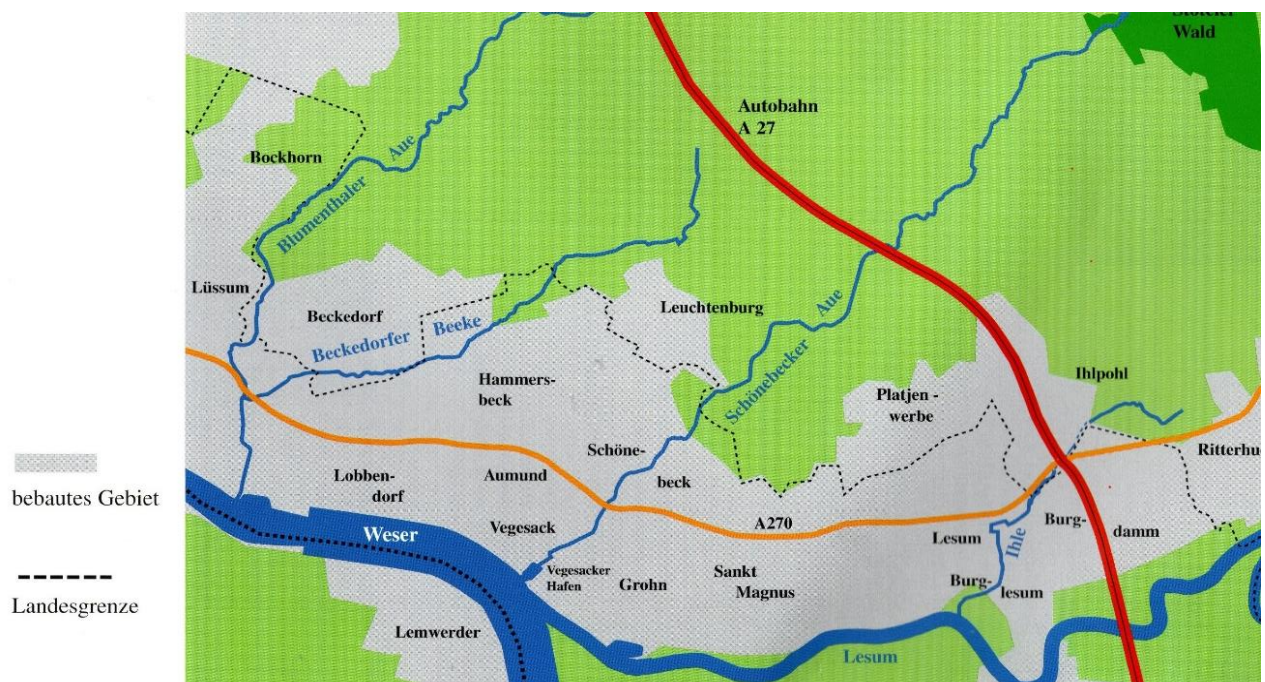 Stoteler
Wald
Autobahn
A 27
Aue
Bockhorn
Blumenthaler
Lüssum
Beckedorf
Beckedorfer
Beeke
Leuchtenburg
Aue
Schönebecker
Hammers-
beck
Platjen -
werbe
Ihlpohl
Ritterhu
Schöne-
beck
Lobben-
dorf
Aumund
bebautes Gebiet
Weser
Vegesack
A270
Lesum
Ihle
Burg-
damm
Vegesacker
Hafen
Grohn
Sankt
Magnus
Burg-
lesum
Landesgrenze
Lemwerder
Lesum